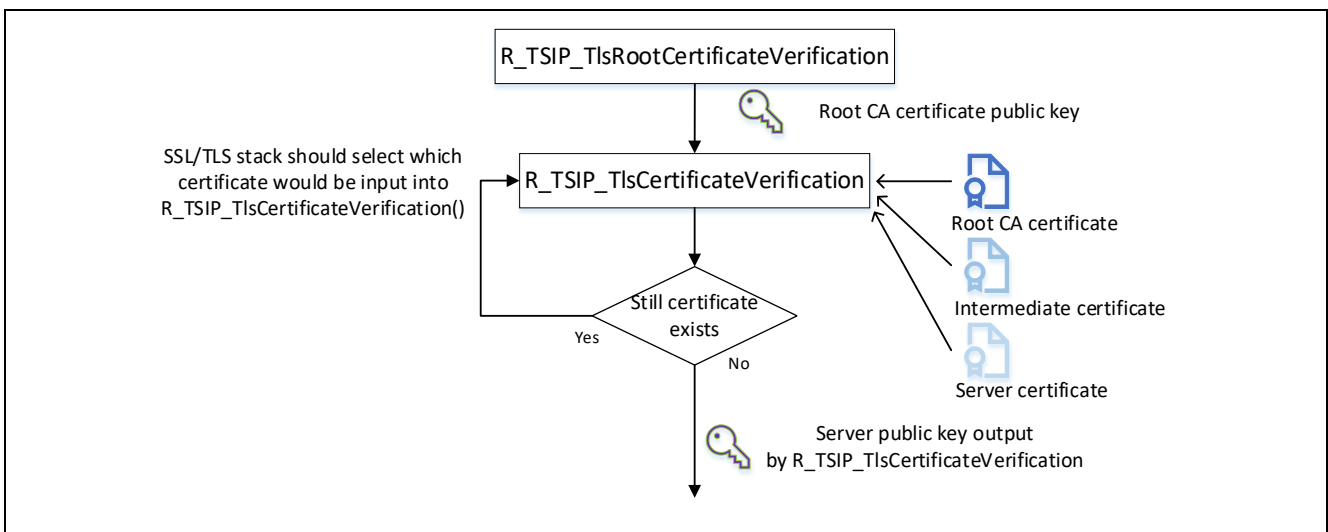 R_TSIP_TlsRootCertificateVerification
Root CA certificate public key
SSL/TLS stack should select which
certificate would be input into
R_TSIP_TlsCertificateVerification()
R_TSIP_TlsCertificateVerification
Root CA certificate
Still certificate
exists
Intermediate certificate
Yes
No
Server certificate
Server public key output
by R_TSIP_TlsCertificateVerification